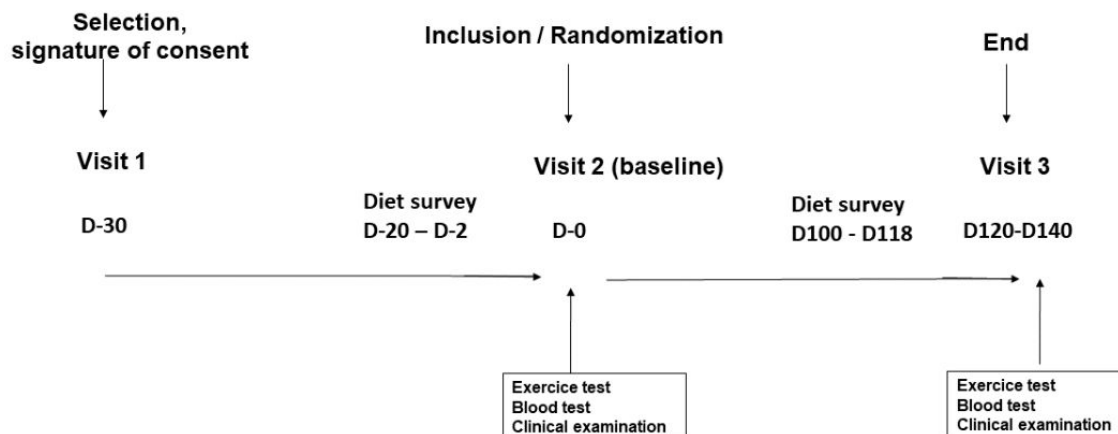 Selection,
signature of consent
Inclusion / Randomization
End
Visit 1
Visit 2 (baseline)
Visit 3
D-30
Diet survey
D-20 – D-2
D-0
Diet survey
D100 - D118
D120-D140
Exercice test
Blood test
Clinical examination
Exercice test
Blood test
Clinical examination